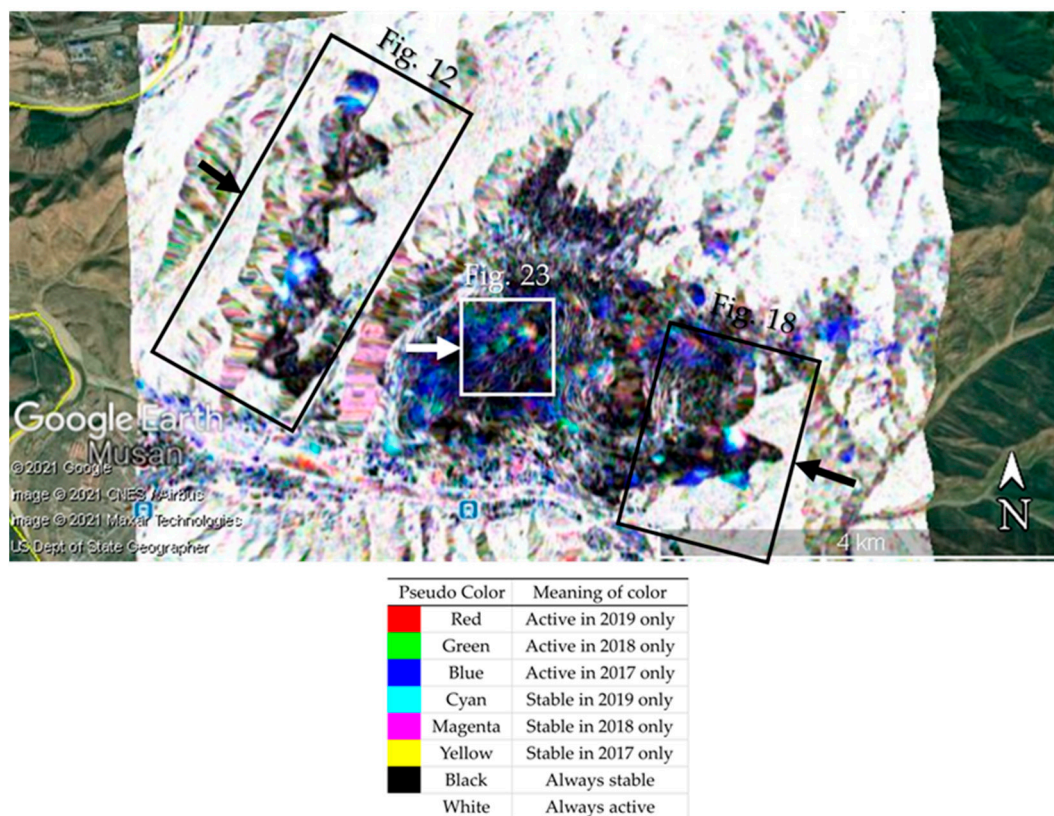 Fig. 12
Fig. 23
Fig. 18
Google Earth
Musan
© 2021 Google
Image © 2021 CNES / Airbus
Image © 2021 Maxar Technologies
US Dept of State Geographer
N
4 km
Pseudo Color Meaning of color
Red Active in 2019 only
Green Active in 2018 only
Blue Active in 2017 only
Cyan Stable in 2019 only
Magenta Stable in 2018 only
Yellow Stable in 2017 only
Black Always stable
White Always active